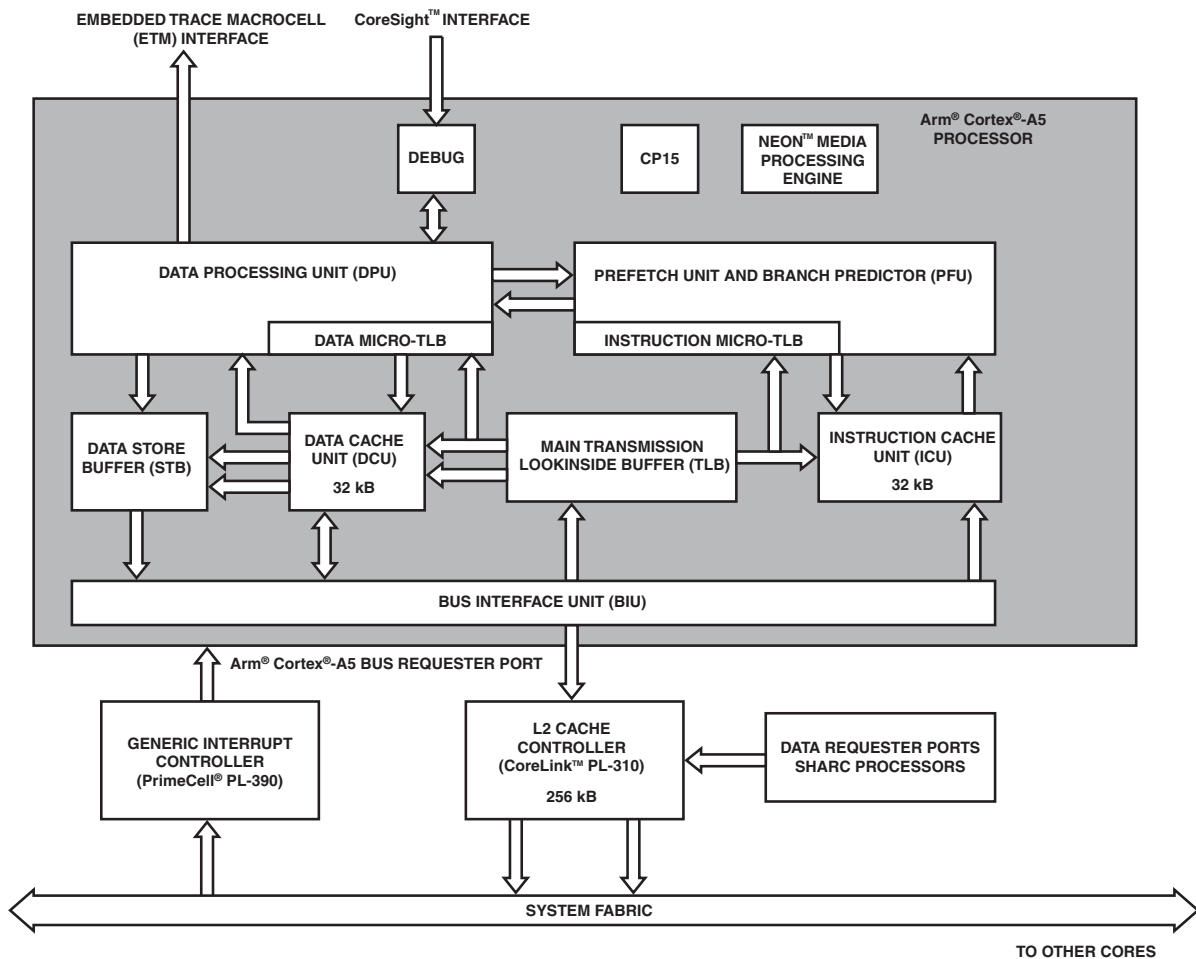 EMBEDDED TRACE MACROCELL
(ETM) INTERFACE
CoreSight™ INTERFACE
Arm® Cortex®-A5
PROCESSOR
DEBUG
CP15
NEON™ MEDIA
PROCESSING
ENGINE
DATA PROCESSING UNIT (DPU)
PREFETCH UNIT AND BRANCH PREDICTOR (PFU)
DATA MICRO-TLB
INSTRUCTION MICRO-TLB
DATA STORE
BUFFER (STB)
DATA CACHE
UNIT (DCU)
32 kB
MAIN TRANSMISSION
LOOKINSIDE BUFFER (TLB)
INSTRUCTION CACHE
UNIT (ICU)
32 kB
BUS INTERFACE UNIT (BIU)
Arm® Cortex®-A5 BUS REQUESTER PORT
GENERIC INTERRUPT
CONTROLLER
(PrimeCell® PL-390)
L2 CACHE
CONTROLLER
(CoreLink™ PL-310)
256 kB
DATA REQUESTER PORTS
SHARC PROCESSORS
SYSTEM FABRIC
TO OTHER CORES